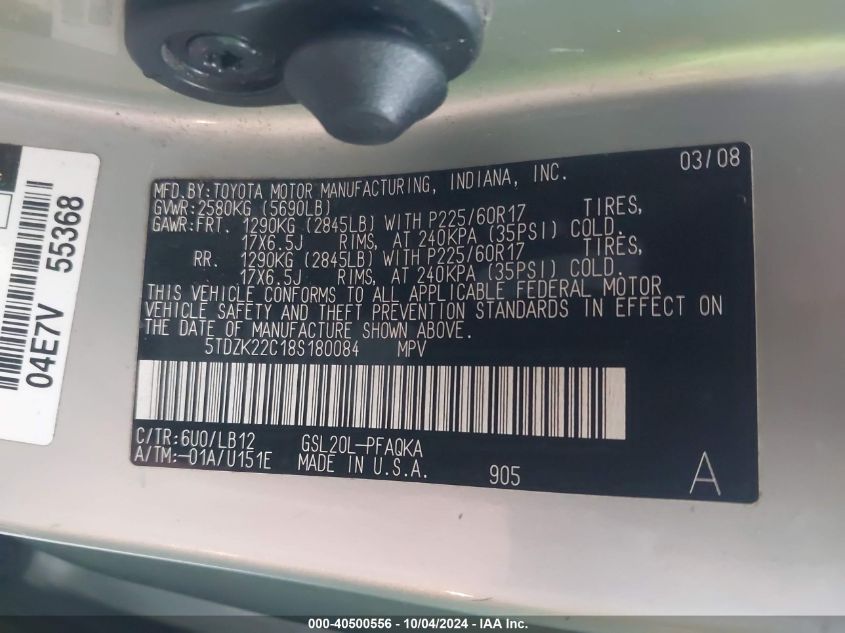 04E7V 55368
03/08
MFD.BY:TOYOTA MOTOR MANUFACTURING, INDIANA, INC.
GVWR:2580KG (5690LB)
GAWR:FRT. 1290KG (2845LB) WITH P225/60R17 TIRES,
17X6.5J RIMS, AT 240KPA (35PSI) COLD.
RR. 1290KG (2845LB) WITH P225/60R17 TIRES,
17X6.5J RIMS, AT 240KPA (35PSI) COLD.
THIS VEHICLE CONFORMS TO ALL APPLICABLE FEDERAL MOTOR
VEHICLE SAFETY AND THEFT PREVENTION STANDARDS IN EFFECT ON
THE DATE OF MANUFACTURE SHOWN ABOVE.
5TDZK22C18S180084 MPV
C/TR:6U0/LB12 GSL20L-PFAQKA
A/TM:-01A/U151E MADE IN U.S.A. 905 A
000-40500556 - 10/04/2024 - IAA Inc.